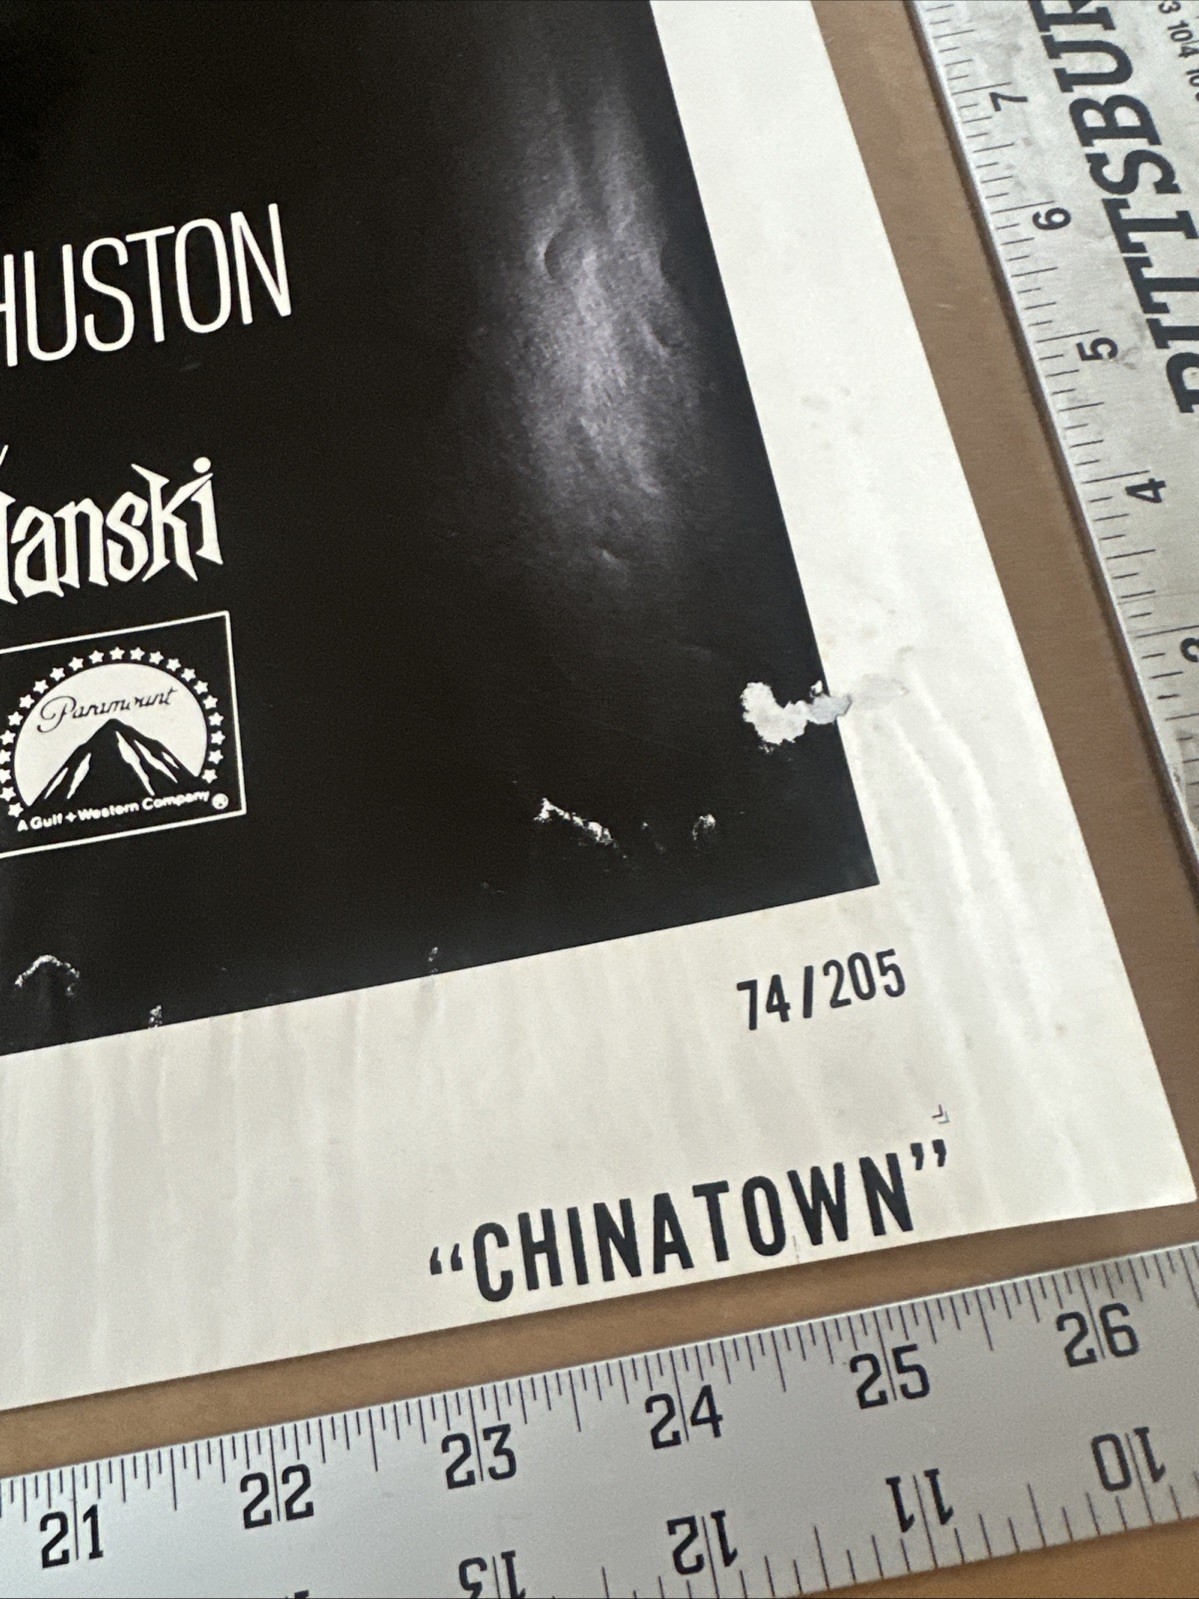 HUSTON
lanski
Paramount
A Gulf + Western Company
®
74/205
“CHINATOWN”
7
6
5
4
21 22 23 24 25 26
13 12 11 10